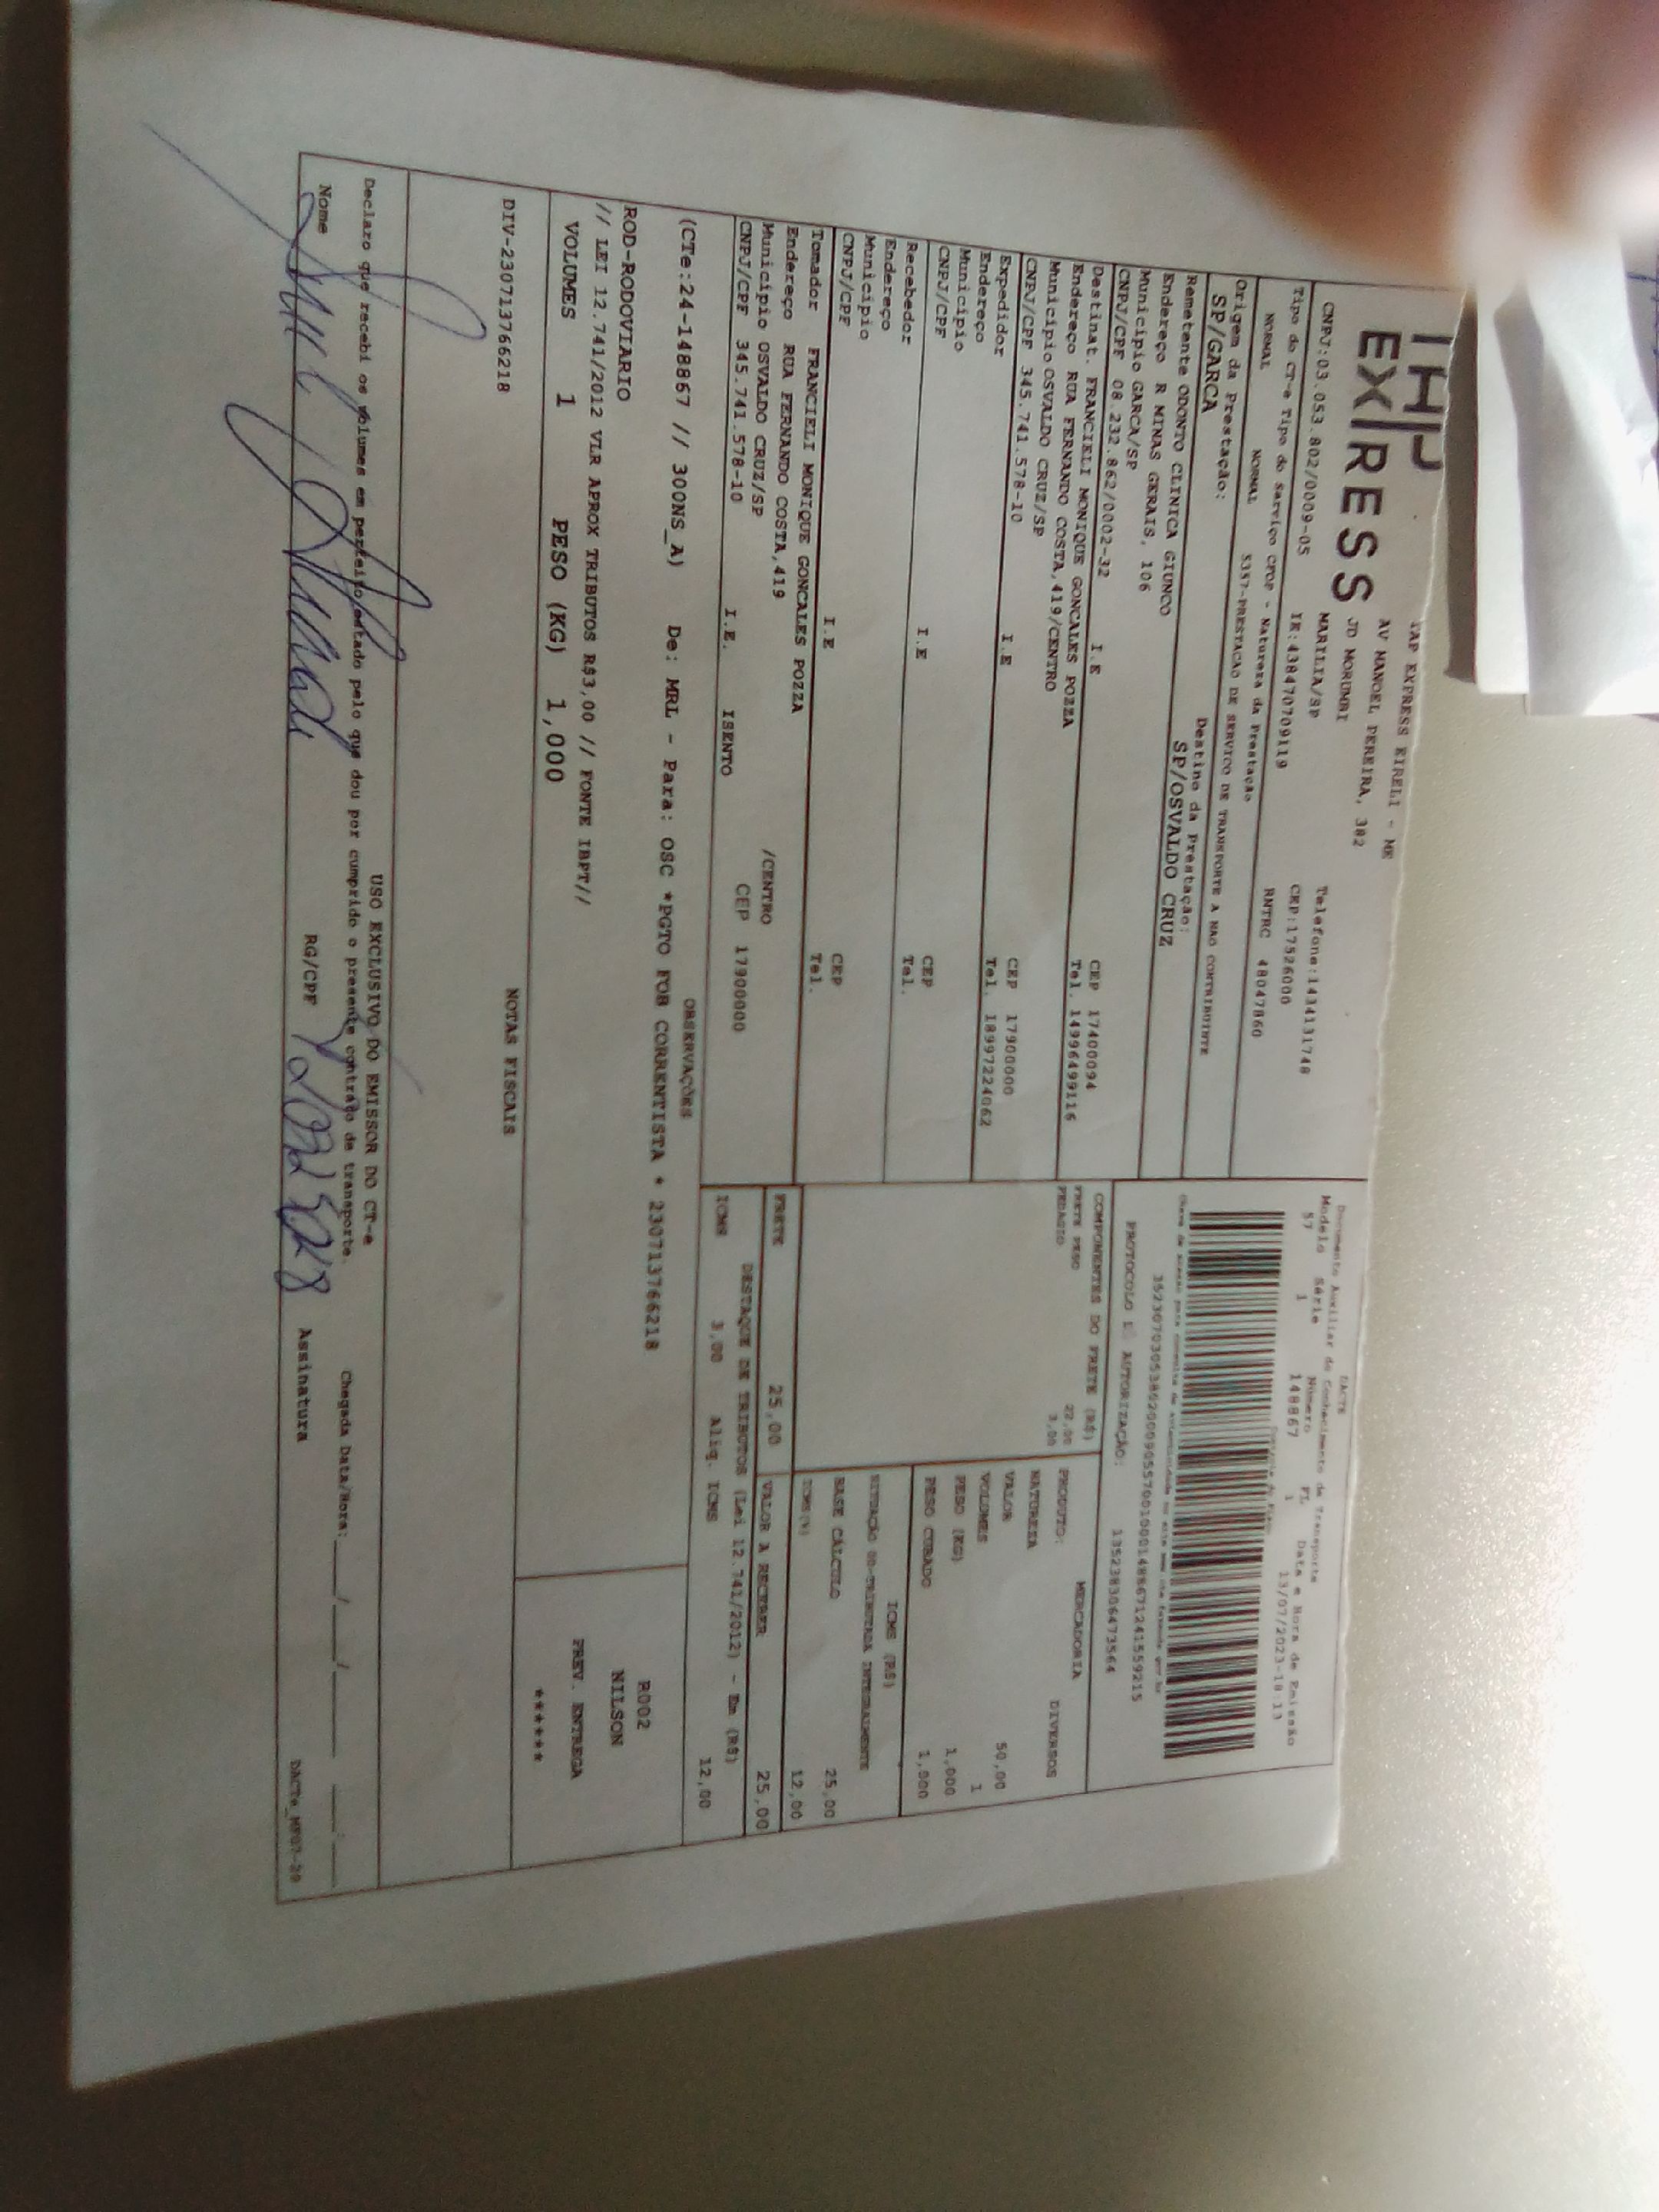 EXPRESS
TAP EXPRESS EIRELI - ME
AV MANOEL PEREIRA, 382
JD MORUMBI
MARILIA/SP
Telefone:1434131748
CNPJ:03.053.802/0009-05
IE:438470709119
CEP:17526000
Tipo do CT-e Tipo do Serviço CFOP - Natureza da Prestação
RNTRC 48047860
NORMAL NORMAL 5357-PRESTACAO DE SERVICO DE TRANSPORTE A NAO CONTRIBUINTE
Origem da Prestação: Destino da Prestação:
SP/GARCA SP/OSVALDO CRUZ
DACTE
Documento Auxiliar do Conhecimento de Transporte
Modelo Série Número FL Data e Hora de Emissão
57 1 148867 1 13/07/2023-18:13
PROTOCOLO AUTORIZAÇÃO: 135238306473564
Remetente ODONTO CLINICA GIUNCO
Endereço R MINAS GERAIS, 106
Municipio GARCA/SP CEP 17400094
CNPJ/CPF 08.232.862/0002-32 I.E Tel. 14996499116
Destinat. FRANCIELI MONIQUE GONCALES POZZA
Endereço RUA FERNANDO COSTA,419/CENTRO
Município OSVALDO CRUZ/SP CEP 17900000
CNPJ/CPF 345.741.578-10 I.E Tel. 18997224062
Expedidor
Endereço
Município CEP
CNPJ/CPF I.E Tel.
Recebedor
Endereço
Município CEP
CNPJ/CPF I.E Tel.
Tomador FRANCIELI MONIQUE GONCALES POZZA
Endereço RUA FERNANDO COSTA,419 /CENTRO
Município OSVALDO CRUZ/SP CEP 17900000
CNPJ/CPF 345.741.578-10 I.E. ISENTO
COMPONENTES DO FRETE (R$)
FRETE PESO 22,00
PEDAGIO 3,00
MERCADORIA
PRODUTO: DIVERSOS
NATUREZA
VALOR 50,00
VOLUMES 1
PESO (KG) 1,000
PESO CUBADO 1,000
ICMS (R$)
BASE CÁLCULO 25,00
ICMS(%) 12,00
FRETE 25,00 VALOR A RECEBER 25,00
DESTAQUE DE TRIBUTOS (Lei 12.741/2012) - Em (R$)
ICMS 3,00 Aliq. ICMS 12,00
OBSERVAÇÕES
(CTe:24-148867 // 300NS_A) De: MRL - Para: OSC *PGTO FOB CORRENTISTA * 230713766218
ROD-RODOVIARIO
// LEI 12.741/2012 VLR APROX TRIBUTOS R$3,00 // FONTE IBPT//
VOLUMES 1 PESO (KG) 1,000
R002
NILSON
PREV. ENTREGA
******
NOTAS FISCAIS
DIV-230713766218
USO EXCLUSIVO DO EMISSOR DO CT-e
Declaro que recebi os volumes em perfeito estado pelo que dou por cumprido o presente contrato de transporte.
Chegada Data/Hora: ___/___/___ __:__
Nome RG/CPF Assinatura